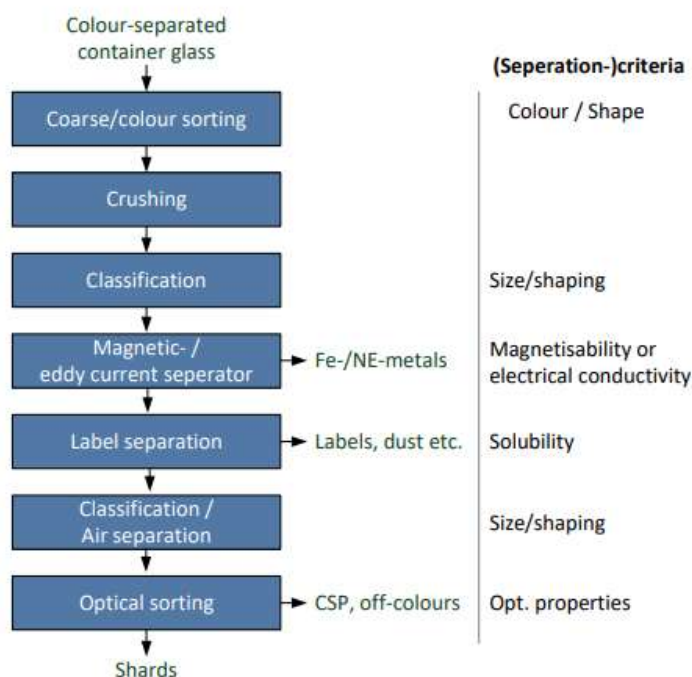 Colour-separated
container glass
(Seperation-)criteria
Coarse/colour sorting
Colour / Shape
Crushing
Classification
Size/shaping
Magnetic- /
eddy current seperator
Fe-/NE-metals
Magnetisability or
electrical conductivity
Label separation
Labels, dust etc.
Solubility
Classification /
Air separation
Size/shaping
Optical sorting
CSP, off-colours
Opt. properties
Shards